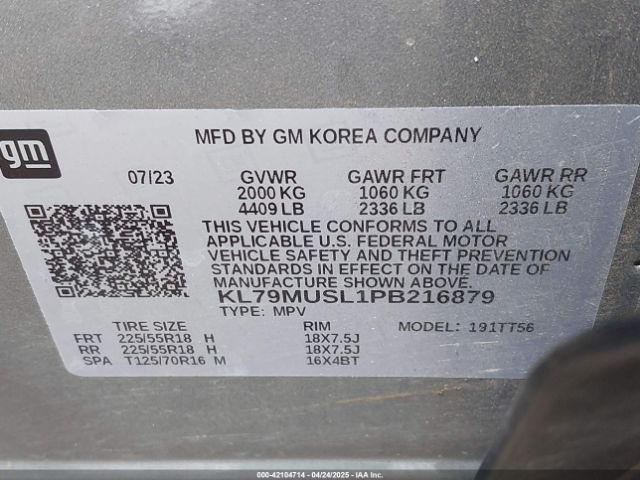 gm
MFD BY GM KOREA COMPANY
07/23 GVWR GAWR FRT GAWR RR
2000 KG 1060 KG 1060 KG
4409 LB 2336 LB 2336 LB
THIS VEHICLE CONFORMS TO ALL
APPLICABLE U.S. FEDERAL MOTOR
VEHICLE SAFETY AND THEFT PREVENTION
STANDARDS IN EFFECT ON THE DATE OF
MANUFACTURE SHOWN ABOVE.
KL79MUSL1PB216879
TYPE: MPV
TIRE SIZE RIM MODEL: 191TT56
FRT 225/55R18 H 18X7.5J
RR 225/55R18 H 18X7.5J
SPA T125/70R16 M 16X4BT
000-42104714 - 04/24/2025 - IAA Inc.